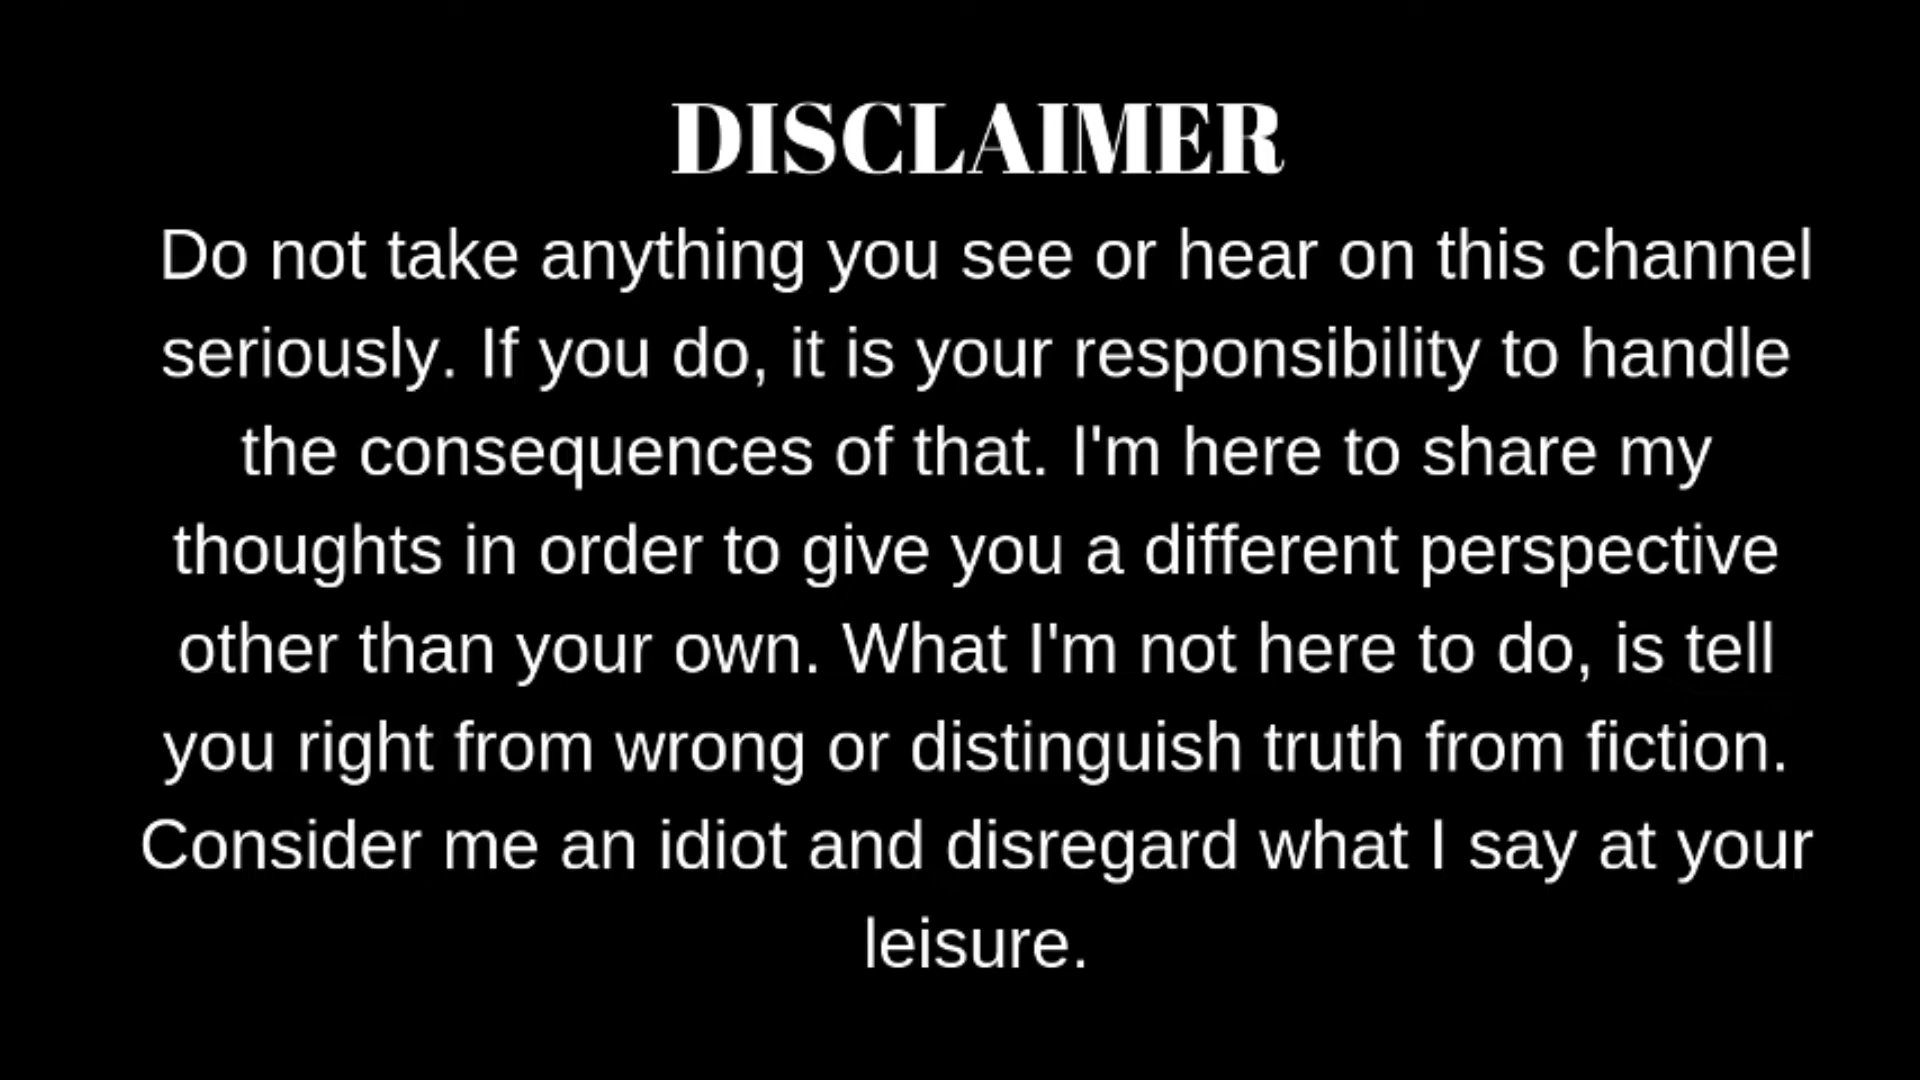 DISCLAIMER
Do not take anything you see or hear on this channel
seriously. If you do, it is your responsibility to handle
the consequences of that. I'm here to share my
thoughts in order to give you a different perspective
other than your own. What I'm not here to do, is tell
you right from wrong or distinguish truth from fiction.
Consider me an idiot and disregard what I say at your
leisure.